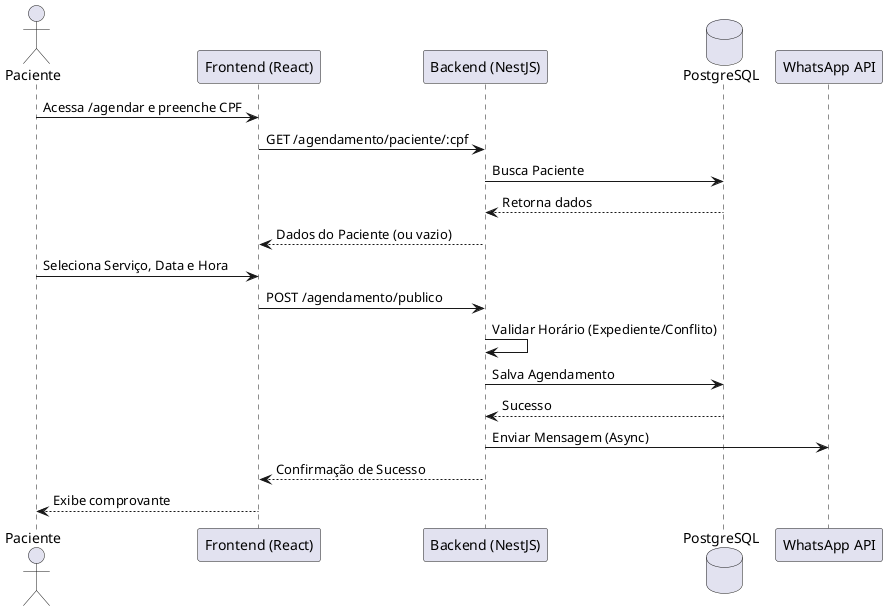 Paciente
Frontend (React)
Backend (NestJS)
PostgreSQL
WhatsApp API
Acessa /agendar e preenche CPF
GET /agendamento/paciente/:cpf
Busca Paciente
Retorna dados
Dados do Paciente (ou vazio)
Seleciona Serviço, Data e Hora
POST /agendamento/publico
Validar Horário (Expediente/Conflito)
Salva Agendamento
Sucesso
Enviar Mensagem (Async)
Confirmação de Sucesso
Exibe comprovante
Paciente
Frontend (React)
Backend (NestJS)
PostgreSQL
WhatsApp API